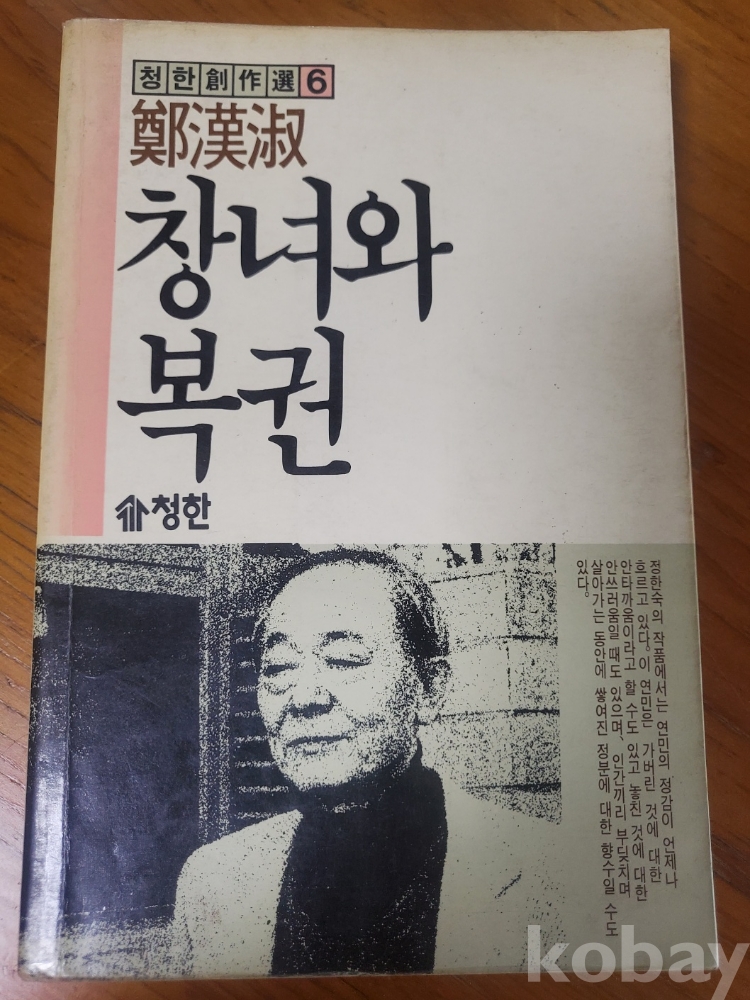 청한創作選6
鄭漢淑
창녀와
복권
청한
정한숙의 작품에서는 연민의 정감이 언제나
흐르고 있다. 이 연민은 가버린 것에 대한
안타까움이라고 할 수도 있고 놓친 것에 대한
안쓰러움일 때도 있으며, 인간끼리 부딪치며
살아가는 동안에 쌓여진 정분에 대한 향수일 수도
있다.
kobay